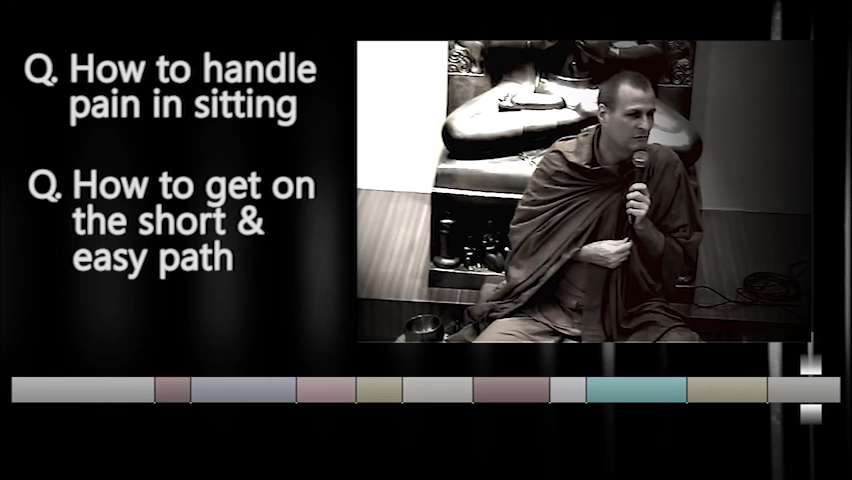 Q. How to handle
pain in sitting
Q. How to get on
the short &
easy path